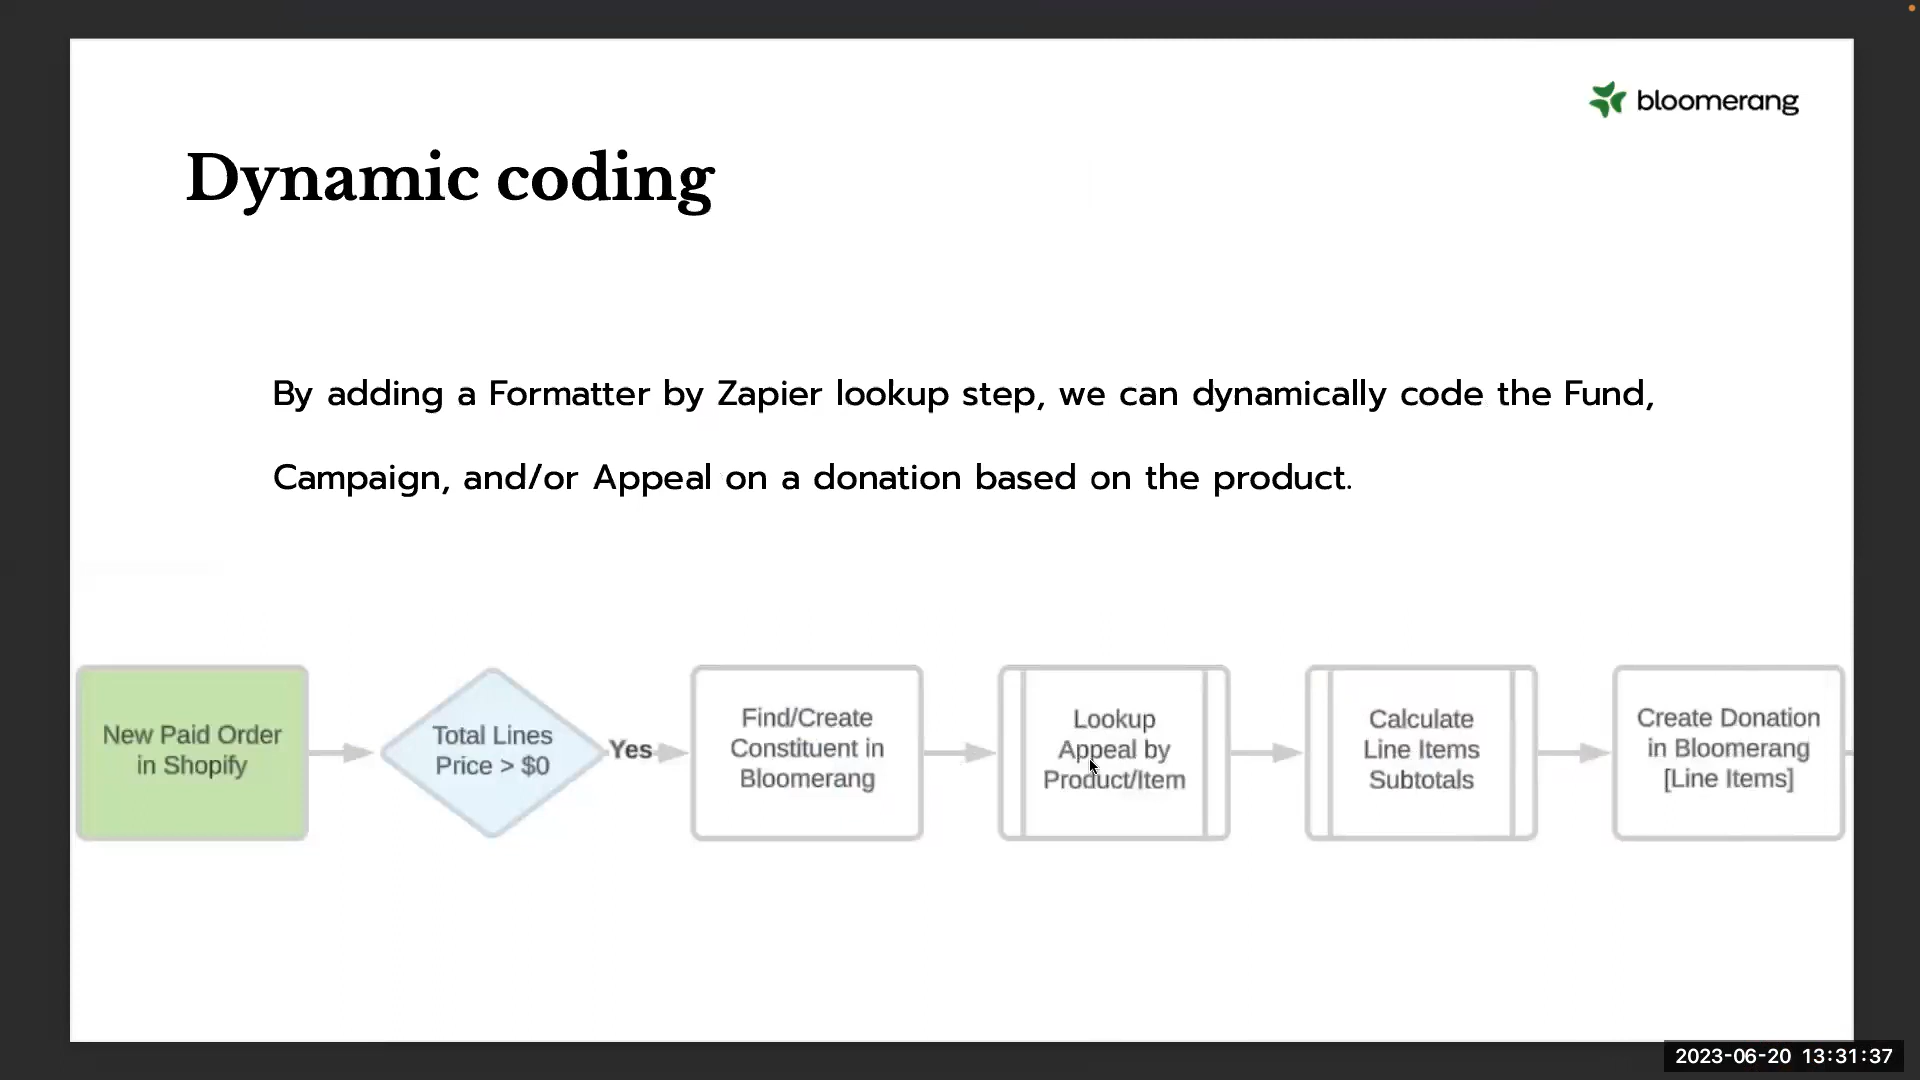 bloomerang
Dynamic coding
By adding a Formatter by Zapier lookup step, we can dynamically code the Fund,
Campaign, and/or Appeal on a donation based on the product.
New Paid Order
in Shopify
Total Lines
Price > $0
Yes
Find/Create
Constituent in
Bloomerang
Lookup
Appeal by
Product/Item
Calculate
Line Items
Subtotals
Create Donation
in Bloomerang
[Line Items]
2023-06-20 13:31:37